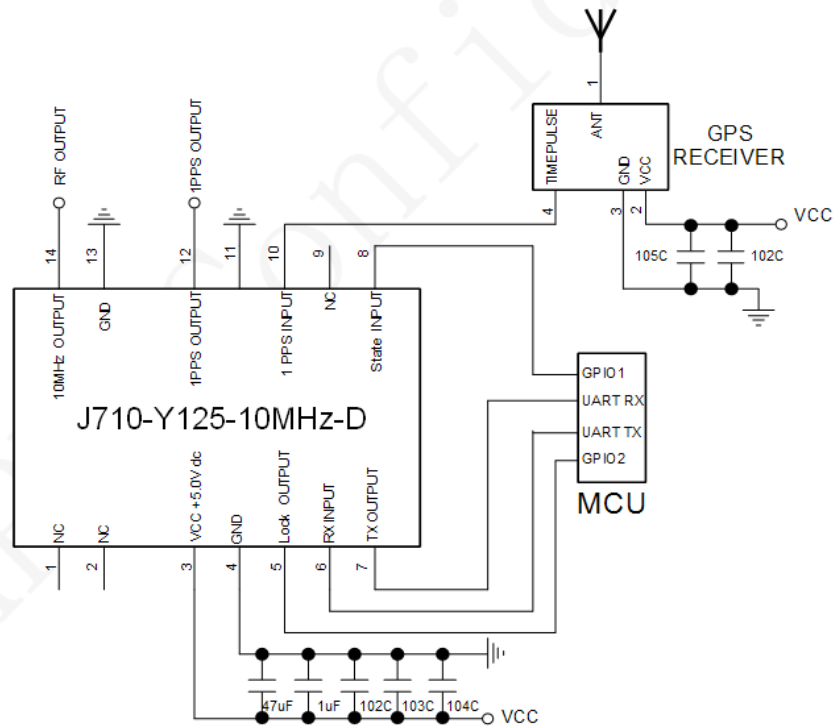 Confidential
1
ANT
TIMEPULSE
GND
VCC
GPS
RECEIVER
4
3
2
VCC
105C
102C
RF OUTPUT
1PPS OUTPUT
14
13
12
11
10
9
8
10MHz OUTPUT
GND
1PPS OUTPUT
1 PPS INPUT
NC
State INPUT
J710-Y125-10MHz-D
GPIO1
UART RX
UART TX
GPIO2
MCU
NC
NC
VCC +5.0V dc
GND
Lock OUTPUT
RX INPUT
TX OUTPUT
1
2
3
4
5
6
7
47uF
1uF
102C
103C
104C
VCC